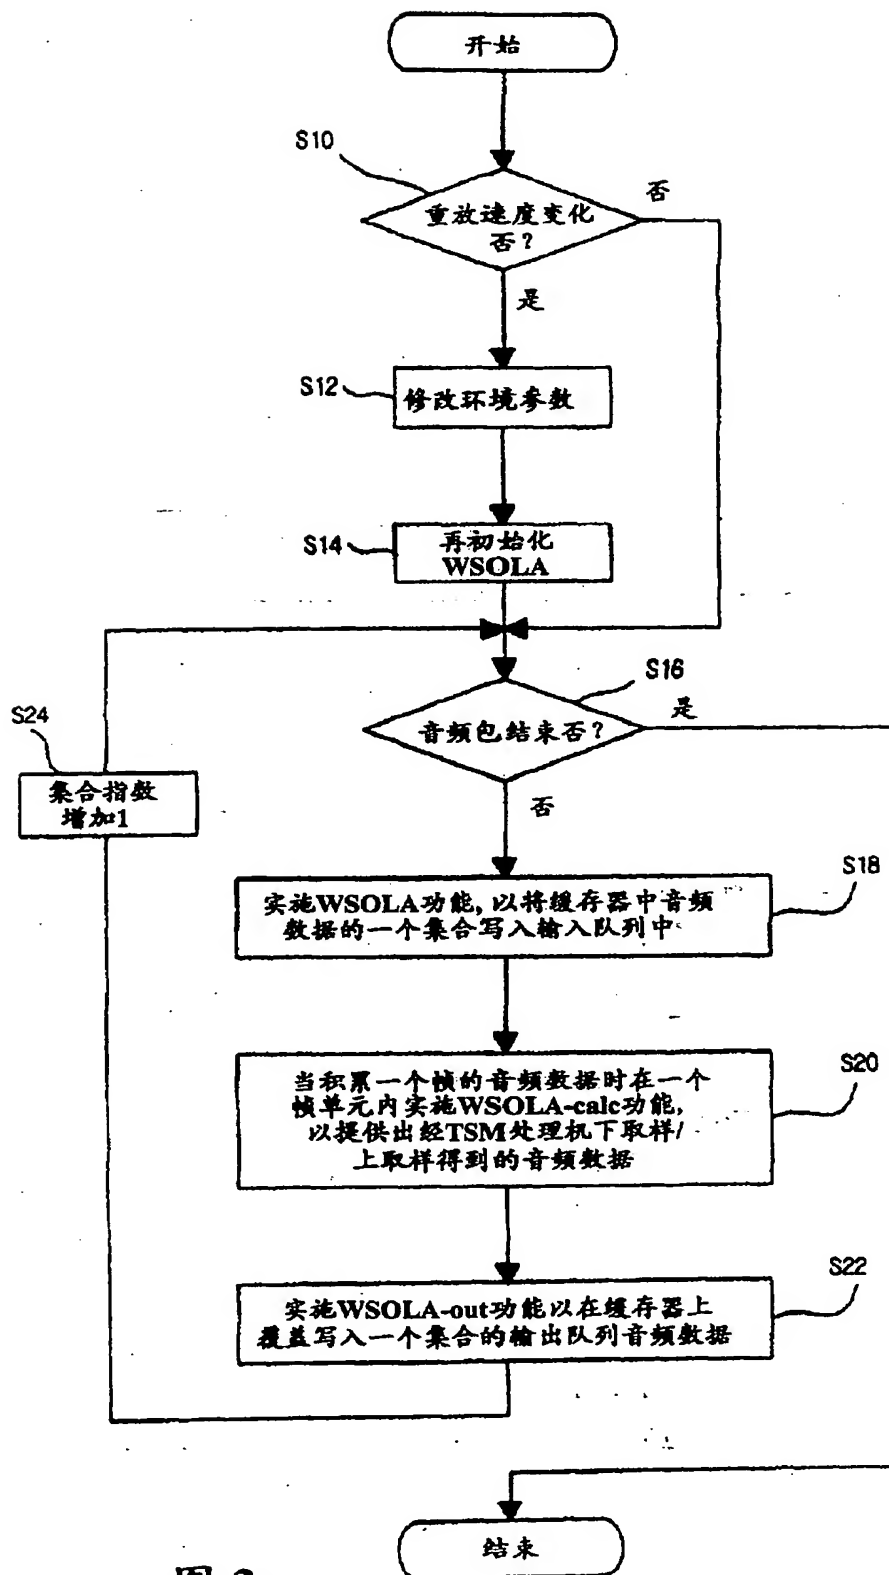 开始
S10
重放速度变化
否？
否
是
S12
修改环境参数
S14
再初始化
WSOLA
S16
音频包结束否？
是
S24
集合指数
增加1
否
S18
实施WSOLA功能,以将缓存器中音频
数据的一个集合写入输入队列中
S20
当积累一个帧的音频数据时在一个
帧单元内实施WSOLA-calc功能,
以提供出经TSM处理机下取样/
上取样得到的音频数据
S22
实施WSOLA-out功能以在缓存器上
覆盖写入一个集合的输出队列音频数据
结束